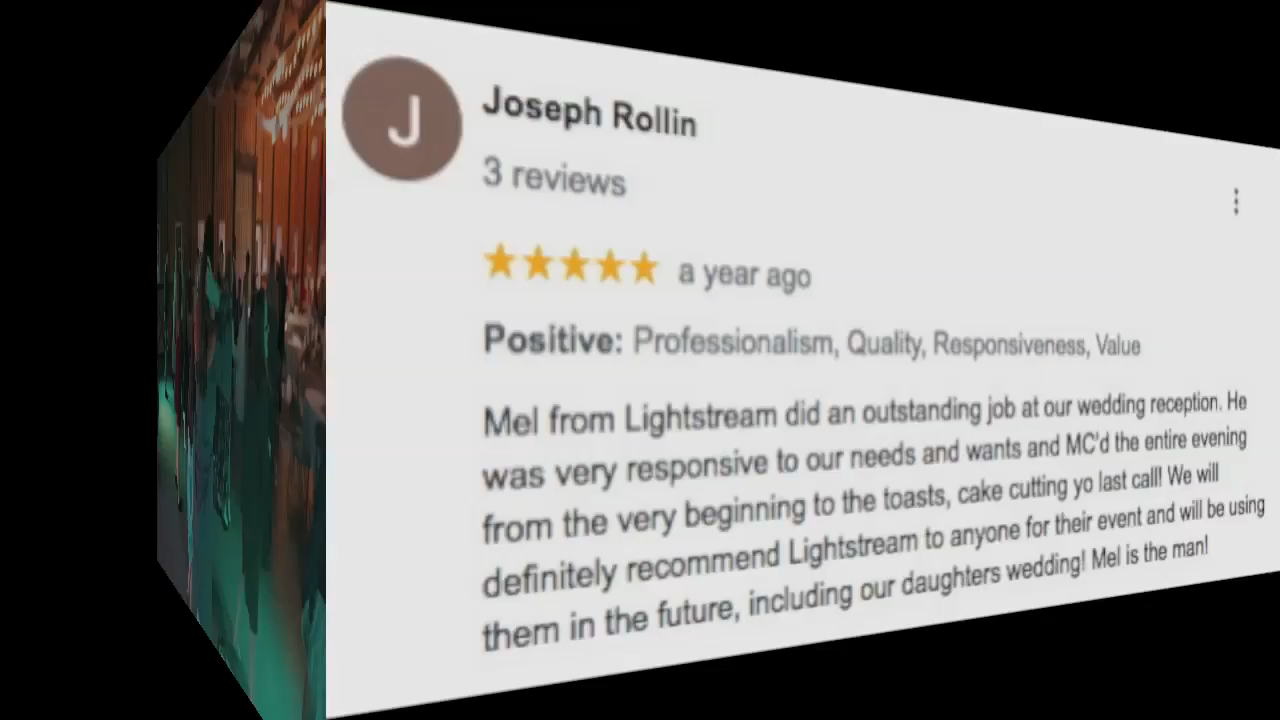 J
Joseph Rollin
3 reviews
★★★★★ a year ago
Positive: Professionalism, Quality, Responsiveness, Value
Mel from Lightstream did an outstanding job at our wedding reception. He
was very responsive to our needs and wants and MC'd the entire evening
from the very beginning to the toasts, cake cutting yo last call! We will
definitely recommend Lightstream to anyone for their event and will be using
them in the future, including our daughters wedding! Mel is the man!